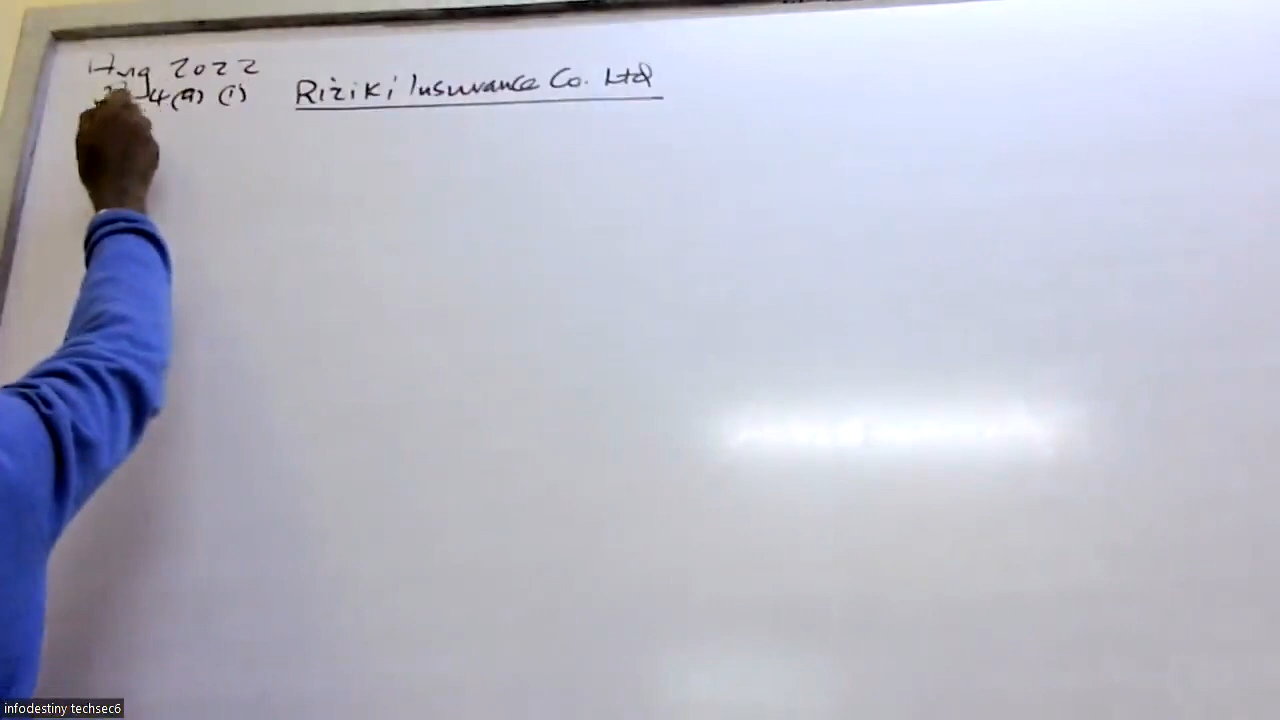 Aug 2022
4(a) (i)
Riziki Insurance Co. Ltd
infodestiny techsec6